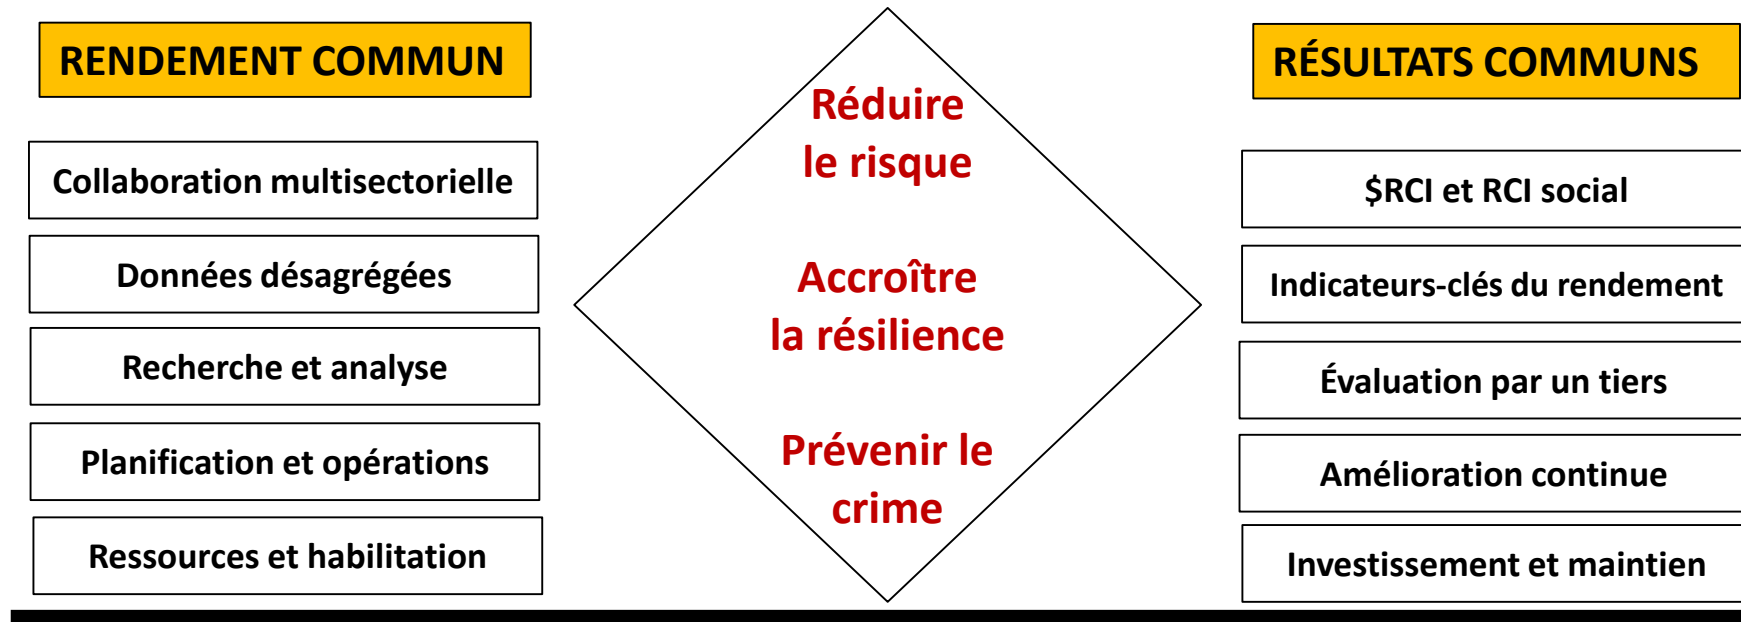 RENDEMENT COMMUN
Collaboration multisectorielle
Données désagrégées
Recherche et analyse
Planification et opérations
Ressources et habilitation
Réduire
le risque
Accroître
la résilience
Prévenir le
crime
RÉSULTATS COMMUNS
$RCI et RCI social
Indicateurs-clés du rendement
Évaluation par un tiers
Amélioration continue
Investissement et maintien